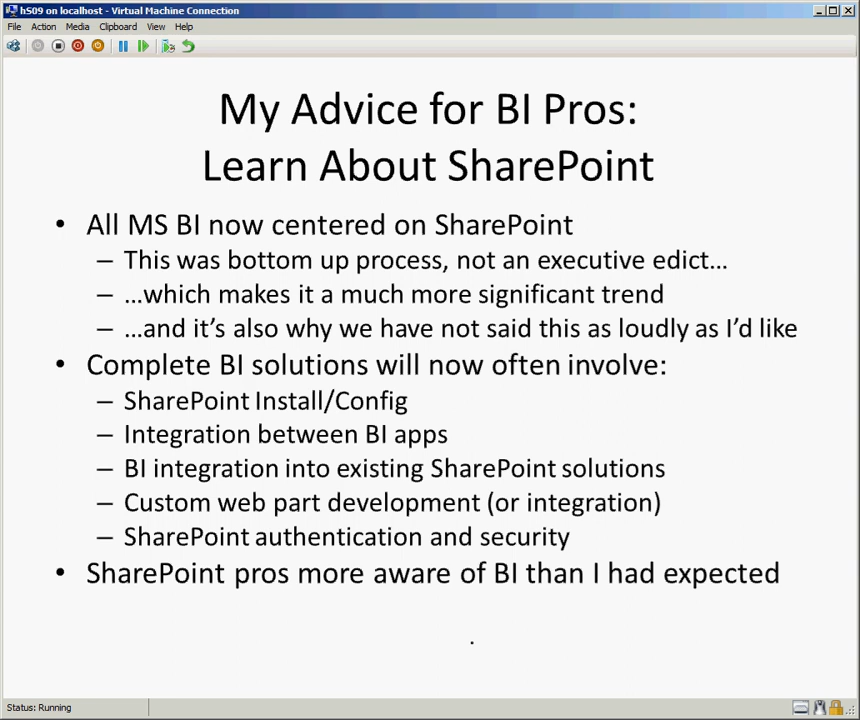 hS09 on localhost - Virtual Machine Connection
File Action Media Clipboard View Help
My Advice for BI Pros:
Learn About SharePoint
• All MS BI now centered on SharePoint
– This was bottom up process, not an executive edict…
– …which makes it a much more significant trend
– …and it's also why we have not said this as loudly as I'd like
• Complete BI solutions will now often involve:
– SharePoint Install/Config
– Integration between BI apps
– BI integration into existing SharePoint solutions
– Custom web part development (or integration)
– SharePoint authentication and security
• SharePoint pros more aware of BI than I had expected
Status: Running